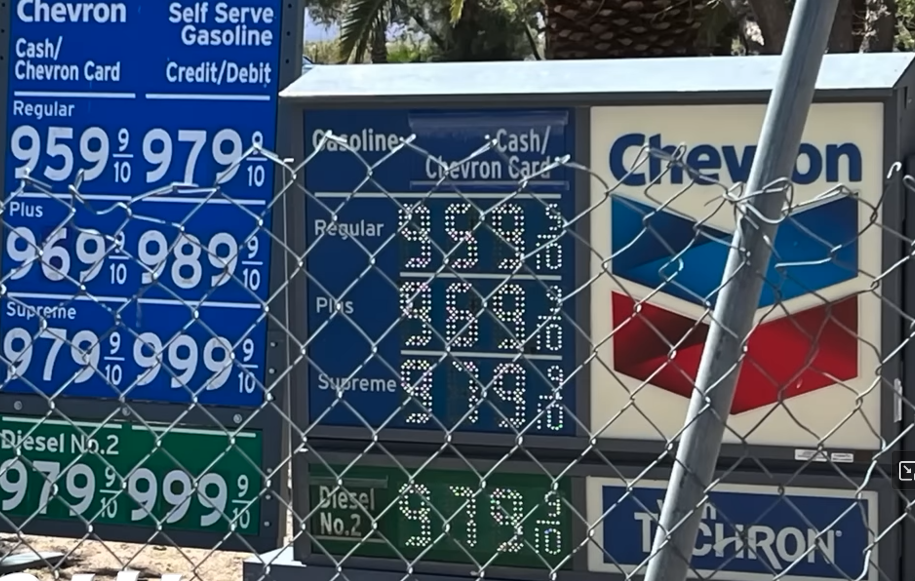 Chevron
Self Serve
Gasoline
Cash/
Chevron Card
Credit/Debit
Regular
959 9/10 979 9/10
Plus
969 9/10 989 9/10
Supreme
979 9/10 999 9/10
Diesel No.2
979 9/10 999 9/10
Gasoline
Cash/
Chevron Card
Regular 959 9/10
Plus 969 9/10
Supreme 979 9/10
Diesel
No.2
979 9/10
Chevron
TECHRON